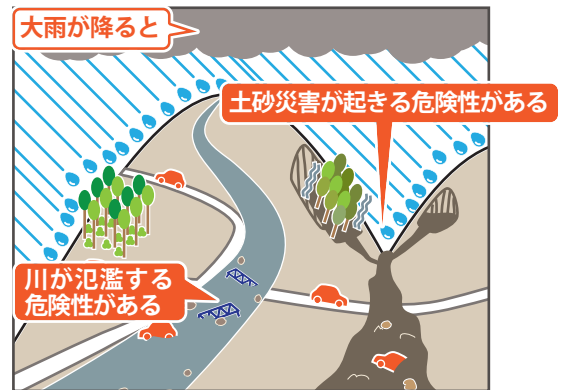 大雨が降ると
土砂災害が起きる危険性がある
川が氾濫する
危険性がある